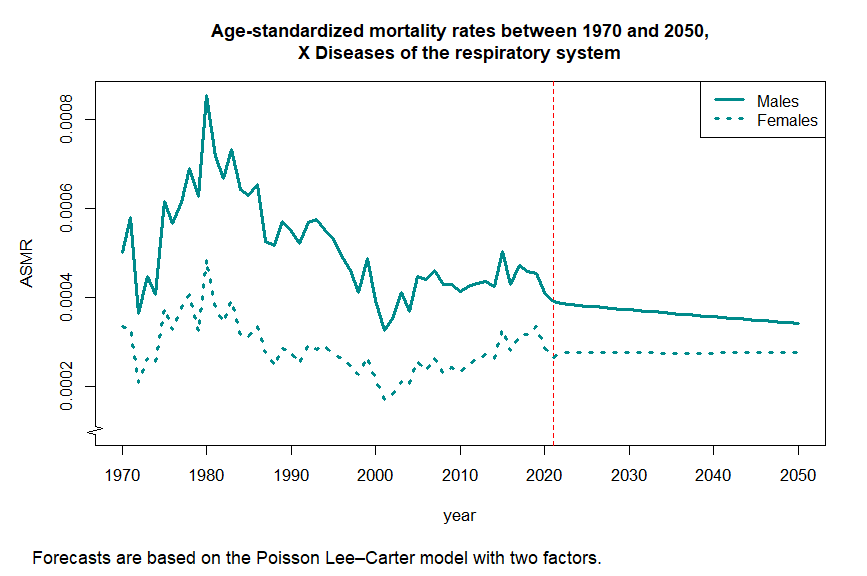 Age-standardized mortality rates between 1970 and 2050,
X Diseases of the respiratory system
Males
Females
0.0008
0.0006
0.0004
0.0002
ASMR
1970 1980 1990 2000 2010 2020 2030 2040 2050
year
Forecasts are based on the Poisson Lee–Carter model with two factors.